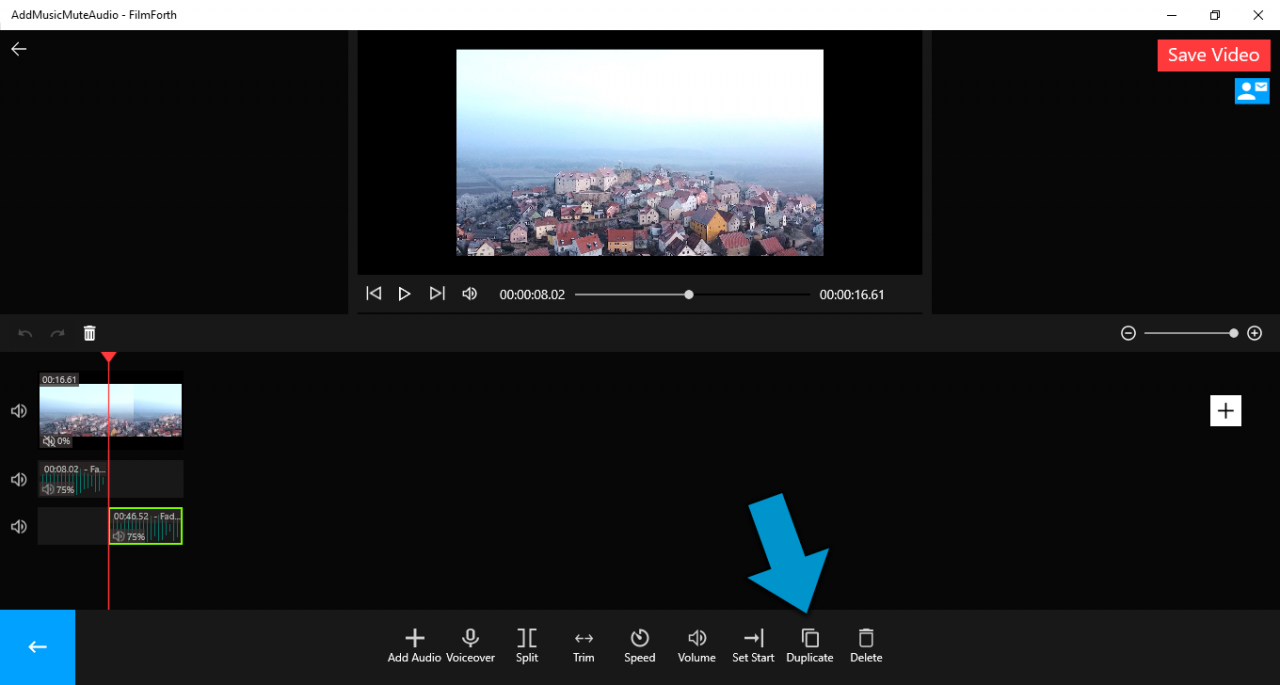 AddMusicMuteAudio - FilmForth
Save Video
00:00:08.02
00:00:16.61
00:16.61
0%
00:08.02 - Fa...
75%
00:46.52 - Fad...
75%
Add Audio
Voiceover
Split
Trim
Speed
Volume
Set Start
Duplicate
Delete